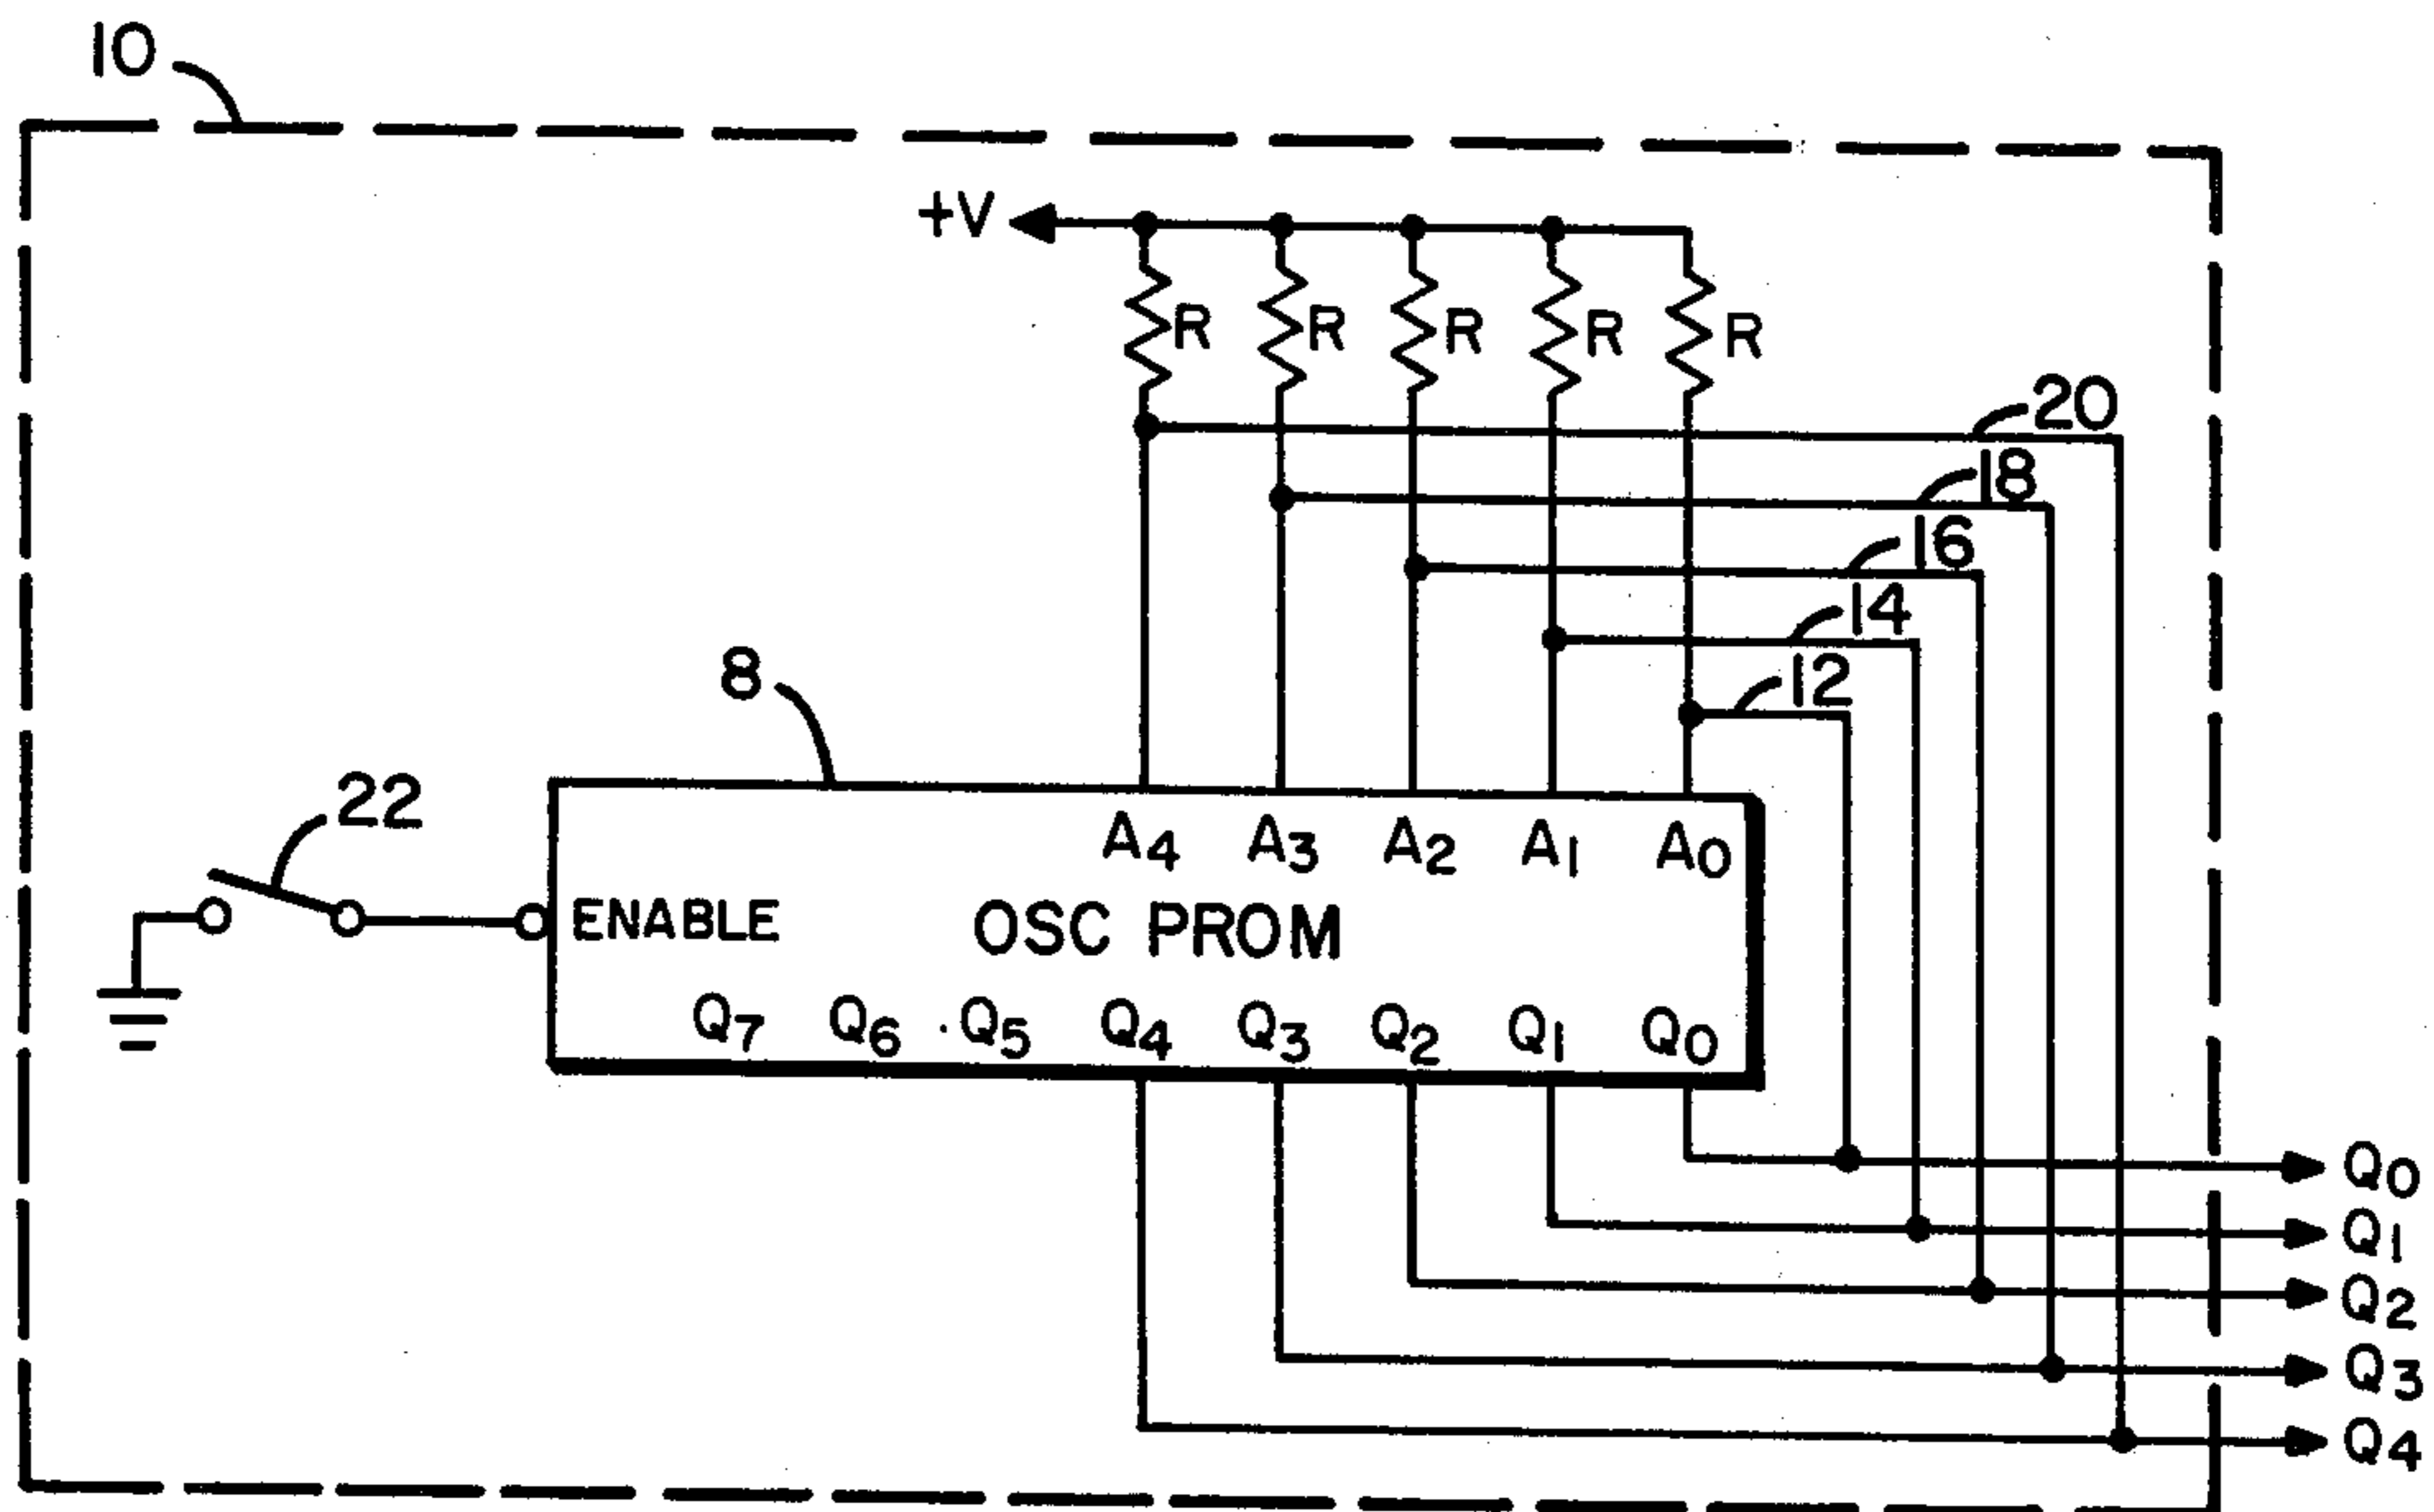 10
+V
R R R R R
20
18
16
14
12
8
22
A4 A3 A2 A1 A0
ENABLE OSC PROM
Q7 Q6 Q5 Q4 Q3 Q2 Q1 Q0
Q0
Q1
Q2
Q3
Q4